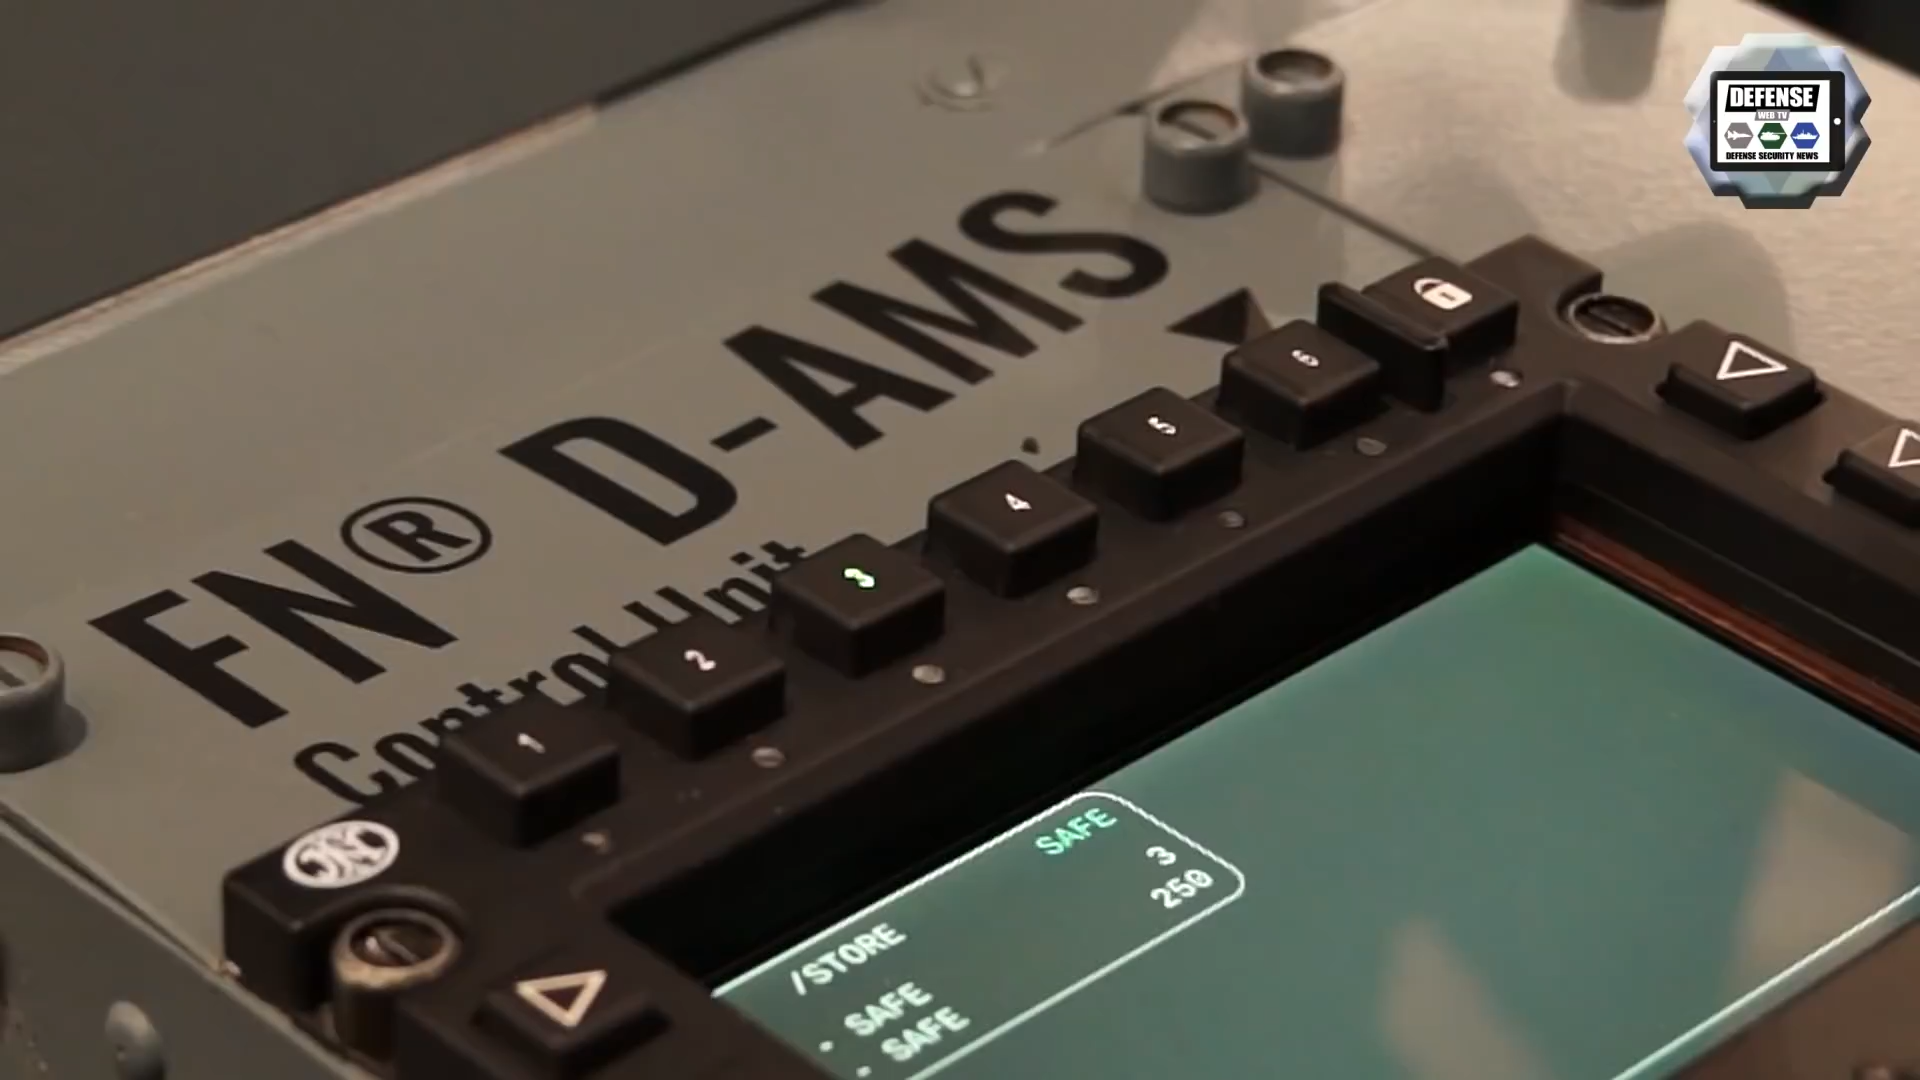 DEFENSE
WEB TV
DEFENSE SECURITY NEWS
FN® D-AMS
Control Unit
1
2
3
4
5
6
SAFE
3
250
/STORE
· SAFE
· SAFE